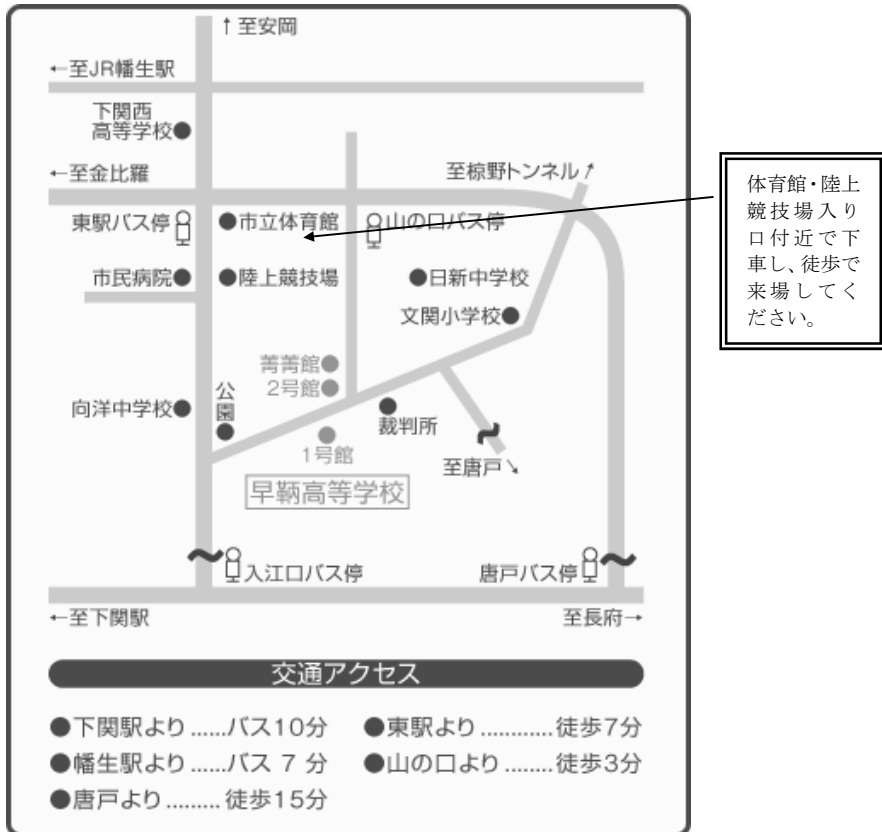 ↑至安岡
←至JR幡生駅
下関西
高等学校●
←至金比羅
至椋野トンネル↑
東駅バス停
●市立体育館
山の口バス停
市民病院●
●陸上競技場
●日新中学校
文関小学校●
菁菁館●
2号館●
公園
向洋中学校●
裁判所
1号館
至唐戸↘
早鞆高等学校
入江口バス停
唐戸バス停
←至下関駅
至長府→
体育館・陸上
競技場入り
口付近で下
車し、徒歩で
来場してく
ださい。
交通アクセス
●下関駅より……バス10分
●東駅より…………徒歩7分
●幡生駅より……バス 7 分
●山の口より………徒歩3分
●唐戸より………徒歩15分